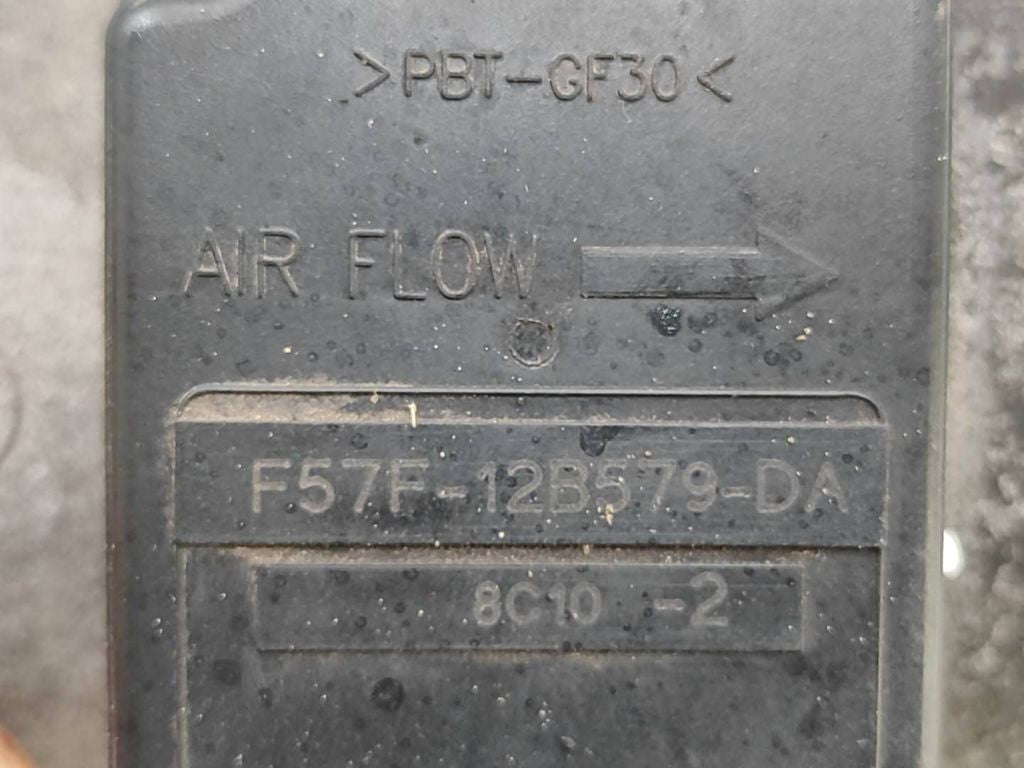 >PBT-GF30<
AIR FLOW
F57F-12B579-DA
8C10 -2